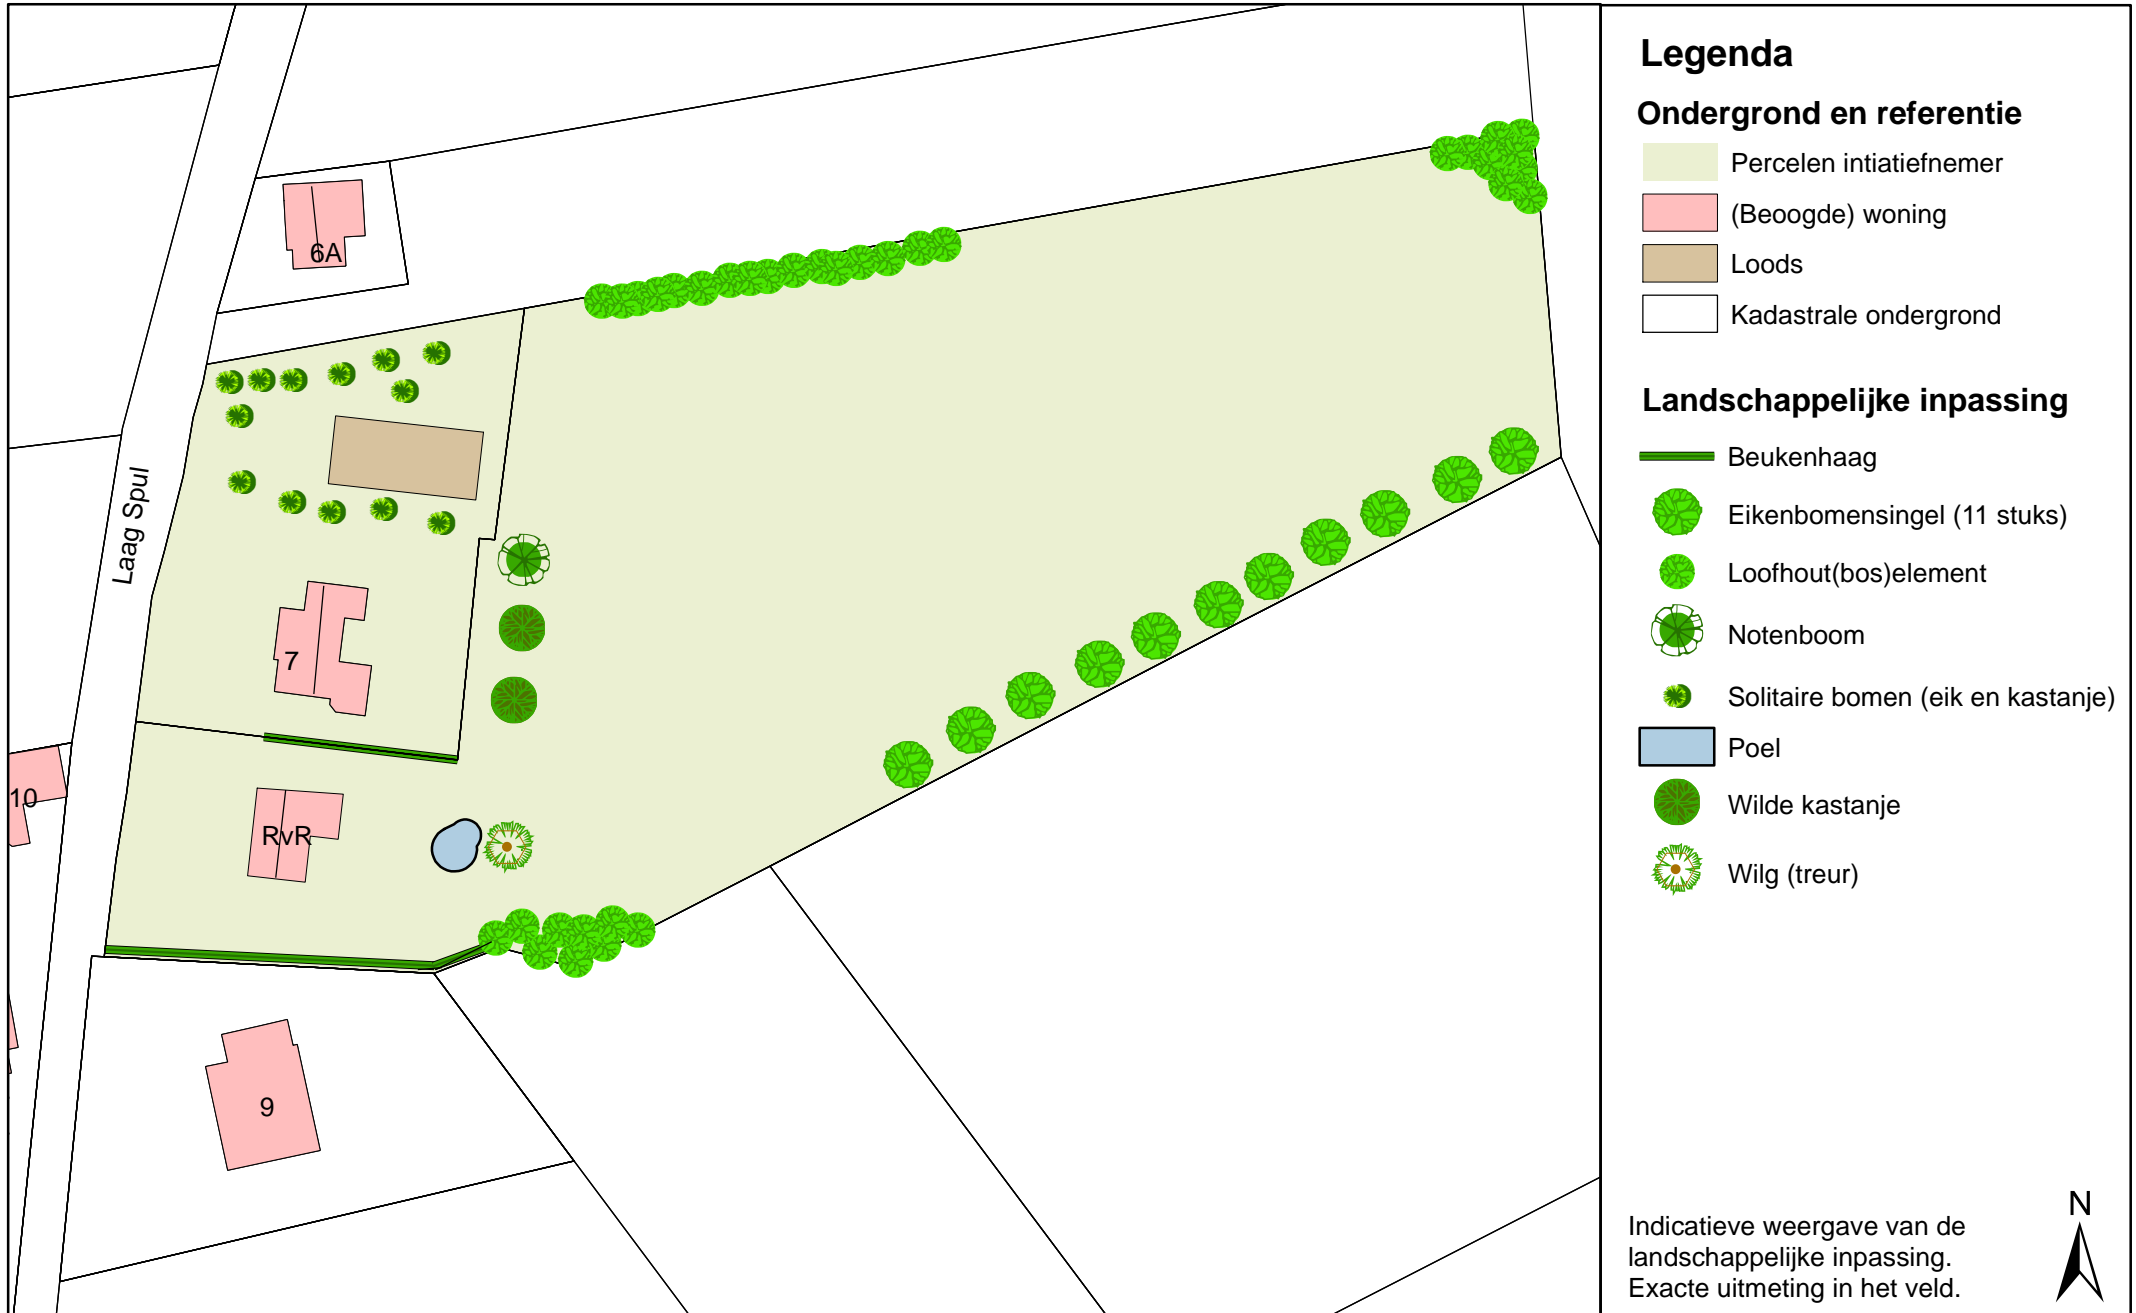 6A
Laag Spul
7
10
RvR
9
Legenda
Ondergrond en referentie
Percelen intiatiefnemer
(Beoogde) woning
Loods
Kadastrale ondergrond
Landschappelijke inpassing
Beukenhaag
Eikenbomensingel (11 stuks)
Loofhout(bos)element
Notenboom
Solitaire bomen (eik en kastanje)
Poel
Wilde kastanje
Wilg (treur)
Indicatieve weergave van de
landschappelijke inpassing.
Exacte uitmeting in het veld.
N